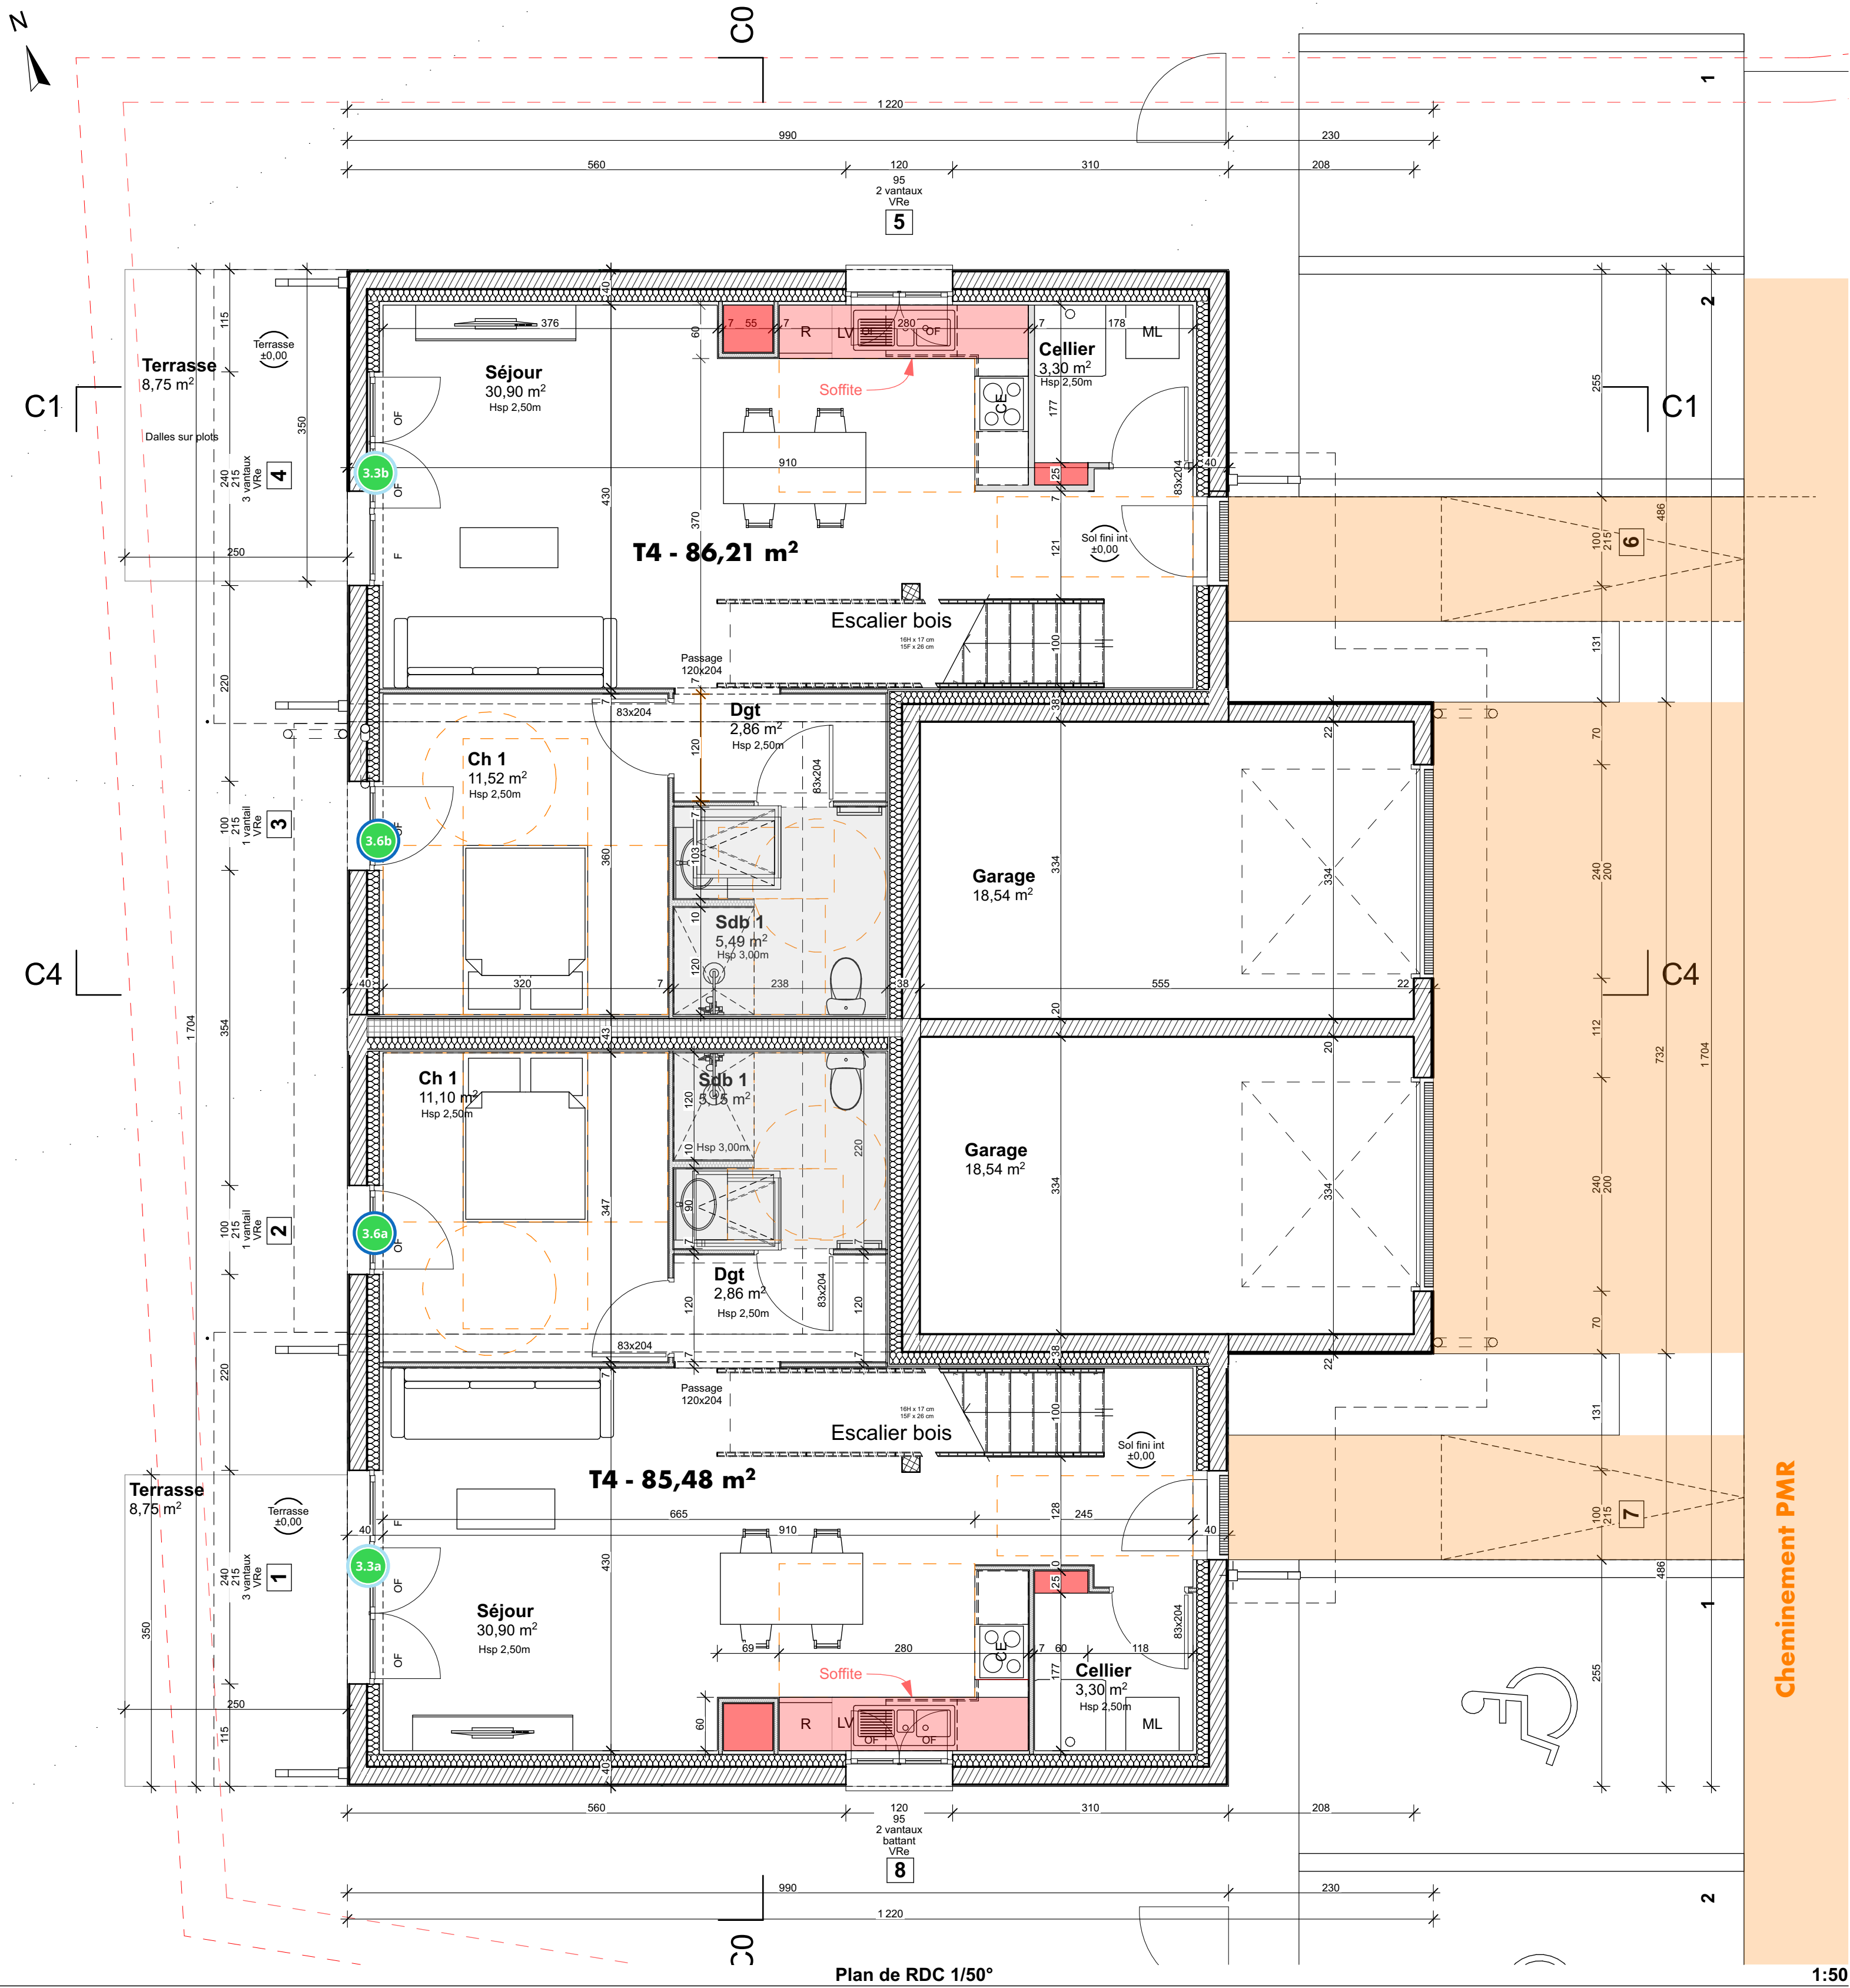 N
C0
1 220
990
230
560
120
310
208
95
2 vantaux
VRe
5
1
2
Terrasse
8,75 m²
Dalles sur plots
Terrasse
±0,00
115
350
240
215
3 vantaux
VRe
4
250
220
C1
C1
40
376
60
7
55
7
280
7
178
R
LV
OF
OF
ML
Séjour
30,90 m²
Hsp 2,50m
Soffite
Cellier
3,30 m²
Hsp 2,50m
CE
177
OF
3.3b
OF
F
910
40
25
7
83x204
430
370
T4 - 86,21 m²
Sol fini int
±0,00
121
Escalier bois
16H x 17 cm
15F x 26 cm
100
Passage
120x204
7
7
38
255
486
100
215
6
131
83x204
Dgt
2,86 m²
Hsp 2,50m
120
83x204
Ch 1
11,52 m²
Hsp 2,50m
22
70
100
215
1 vantail
VRe
3
3.6b
OF
360
7
103
10
Sdb 1
5,49 m²
Hsp 3,00m
120
334
Garage
18,54 m²
334
240
200
C4
C4
40
320
7
238
38
555
22
1 704
354
43
20
20
112
732
1 704
Ch 1
11,10 m²
Hsp 2,50m
Sdb 1
5,15 m²
Hsp 3,00m
120
10
220
90
7
7
347
334
Garage
18,54 m²
334
240
200
100
215
1 vantail
VRe
2
3.6a
OF
Dgt
2,86 m²
Hsp 2,50m
120
83x204
120
70
83x204
7
7
7
38
22
220
Passage
120x204
16H x 17 cm
15F x 26 cm
Escalier bois
100
131
Sol fini int
±0,00
T4 - 85,48 m²
Terrasse
8,75 m²
Terrasse
±0,00
F
40
665
245
910
40
128
100
215
7
3.3a
OF
OF
240
215
3 vantaux
VRe
1
350
430
25
486
1
83x204
Séjour
30,90 m²
Hsp 2,50m
69
280
CE
7
60
118
177
Soffite
Cellier
3,30 m²
Hsp 2,50m
255
250
115
60
R
LV
OF
OF
ML
40
Cheminement PMR
560
120
310
208
95
2 vantaux
battant
VRe
8
990
230
1 220
2
C0
Plan de RDC 1/50°
1:50